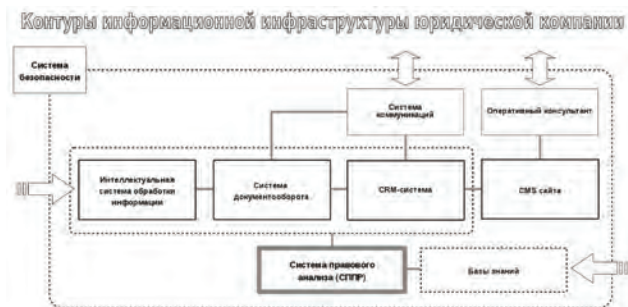 Контуры информационной инфраструктуры юридической компании
Система
безопасности
Система
коммуникаций
Оперативный консультант
Интеллектуальная
система обработки
информации
Система
документооборота
CRM-система
CMS сайта
Система правового
анализа (СППР)
Базы знаний